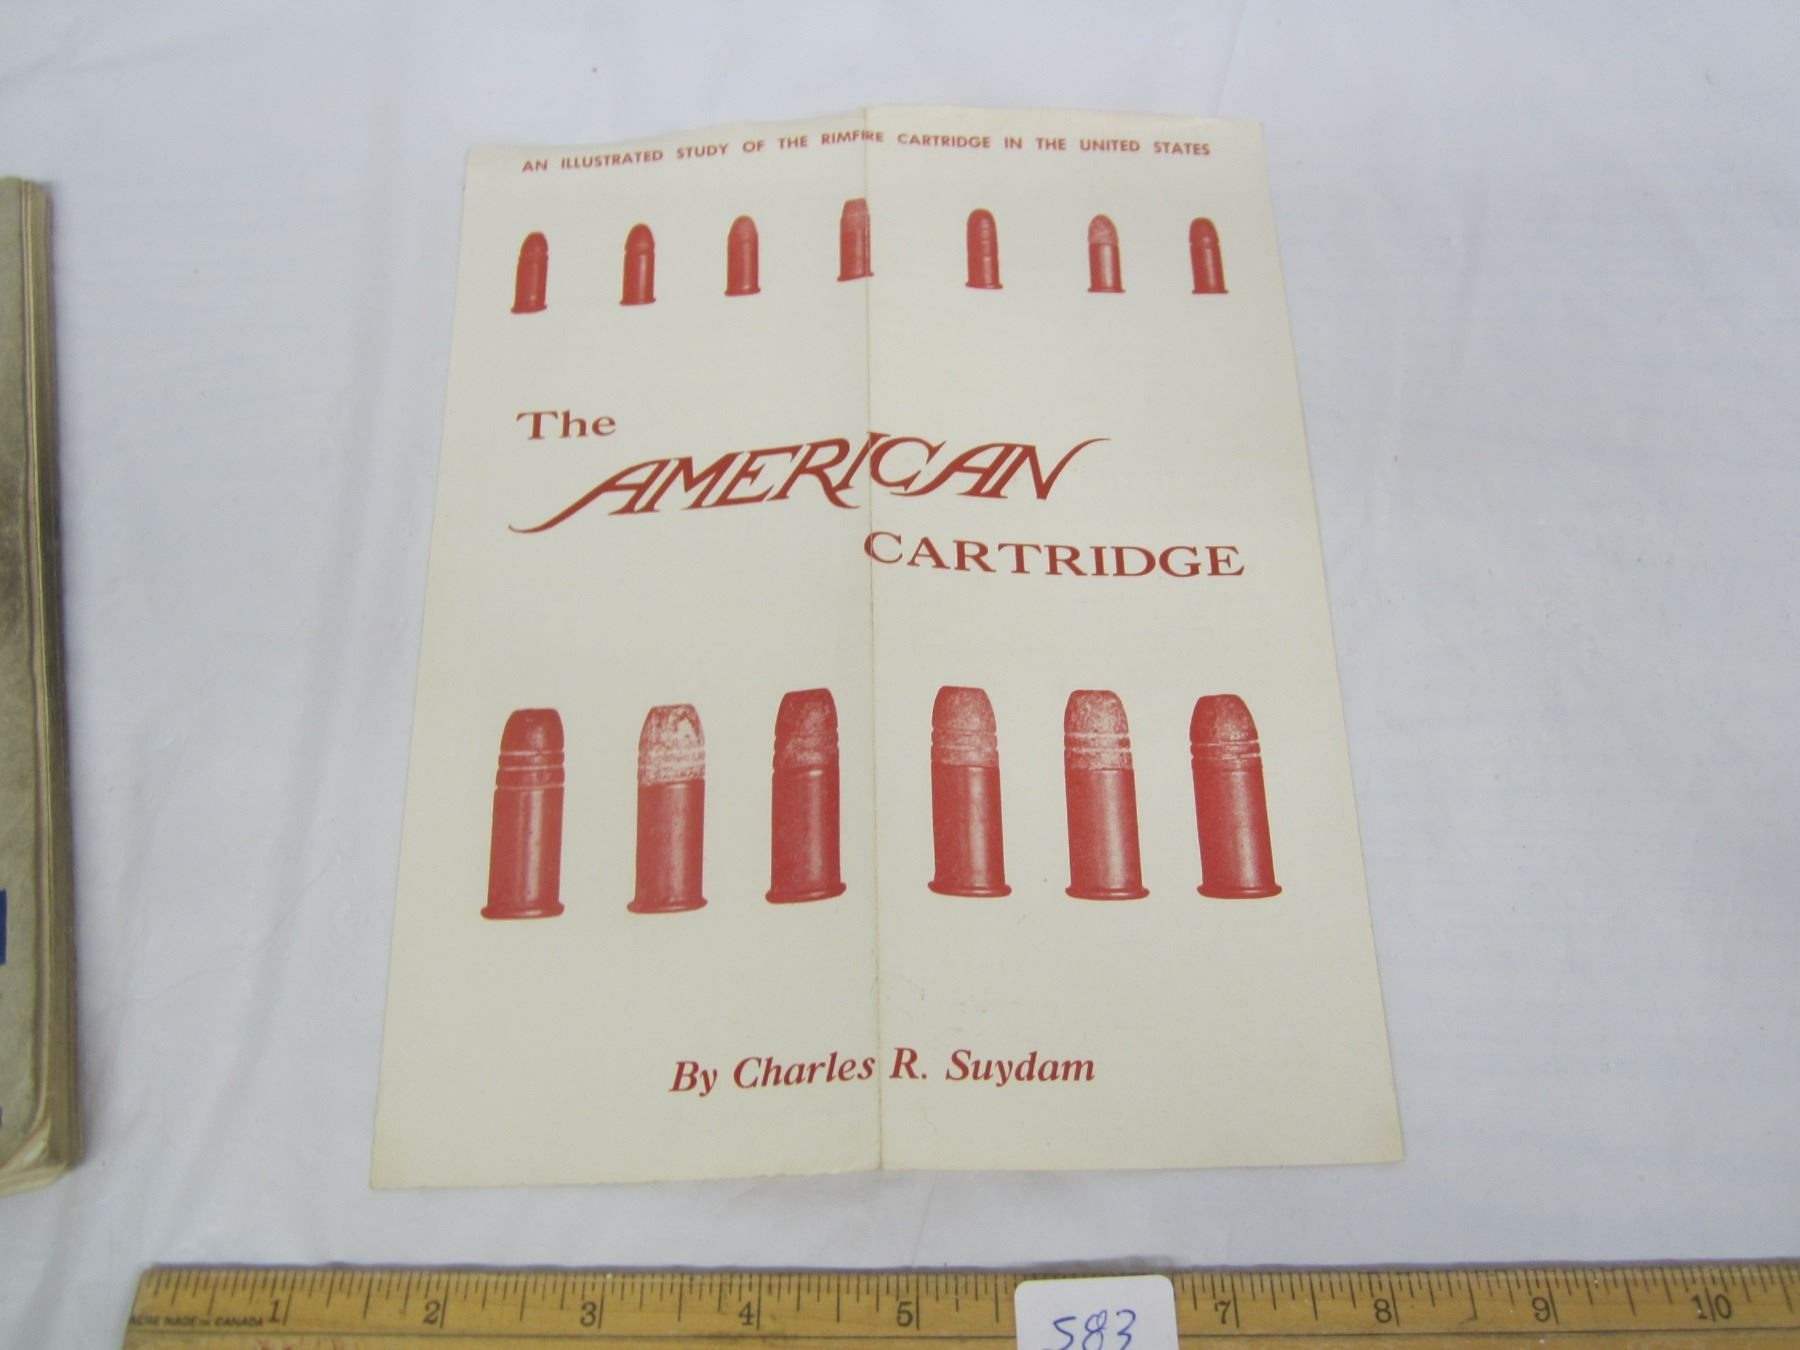 AN ILLUSTRATED STUDY OF THE RIMFIRE CARTRIDGE IN THE UNITED STATES
The
AMERICAN
CARTRIDGE
By Charles R. Suydam
1 2 3 4 5 7 8 9 10
ACME MADE IN CANADA
583